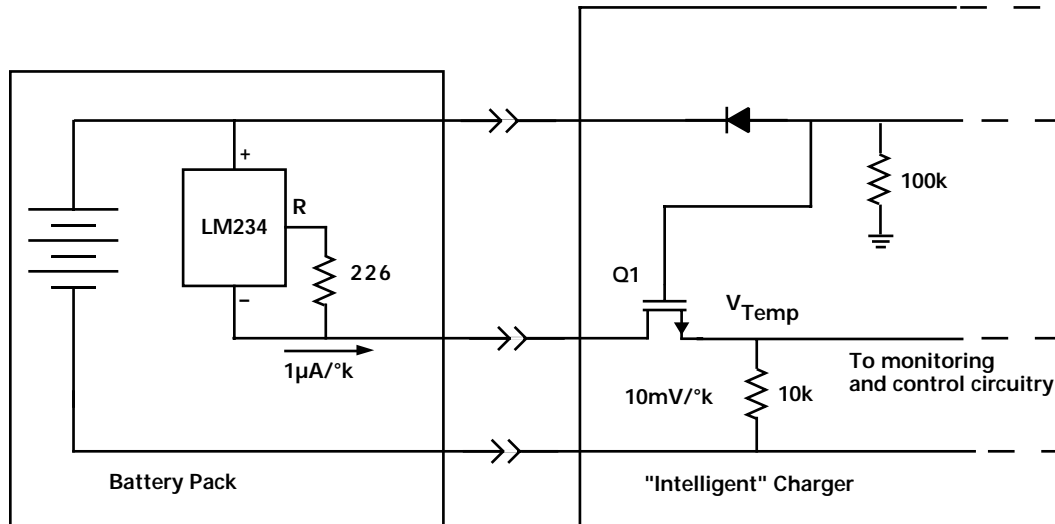 +
R
LM234
100k
226
Q1
–
V Temp
1µA/°k
To monitoring
and control circuitry
10mV/°k
10k
Battery Pack
"Intelligent" Charger